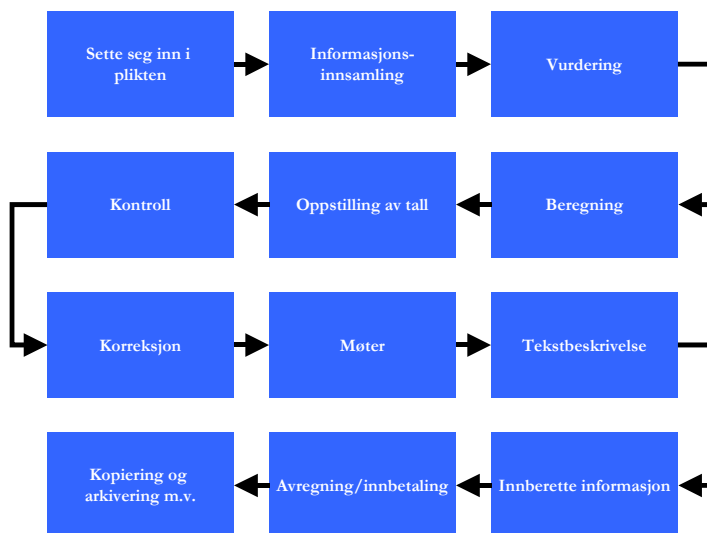 Sette seg inn i
plikten
Informasjons-
innsamling
Vurdering
Kontroll
Oppstilling av tall
Beregning
Korreksjon
Møter
Tekstbeskrivelse
Kopiering og
arkivering m.v.
Avregning/innbetaling
Innberette informasjon